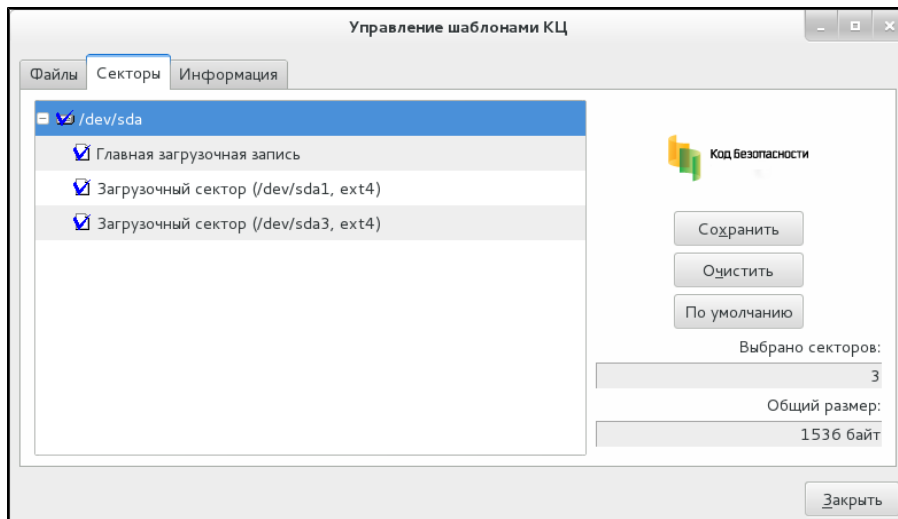 Управление шаблонами КЦ
Файлы Секторы Информация
/dev/sda
Главная загрузочная запись
Загрузочный сектор (/dev/sda1, ext4)
Загрузочный сектор (/dev/sda3, ext4)
Код Безопасности
Сохранить
Очистить
По умолчанию
Выбрано секторов:
3
Общий размер:
1536 байт
Закрыть